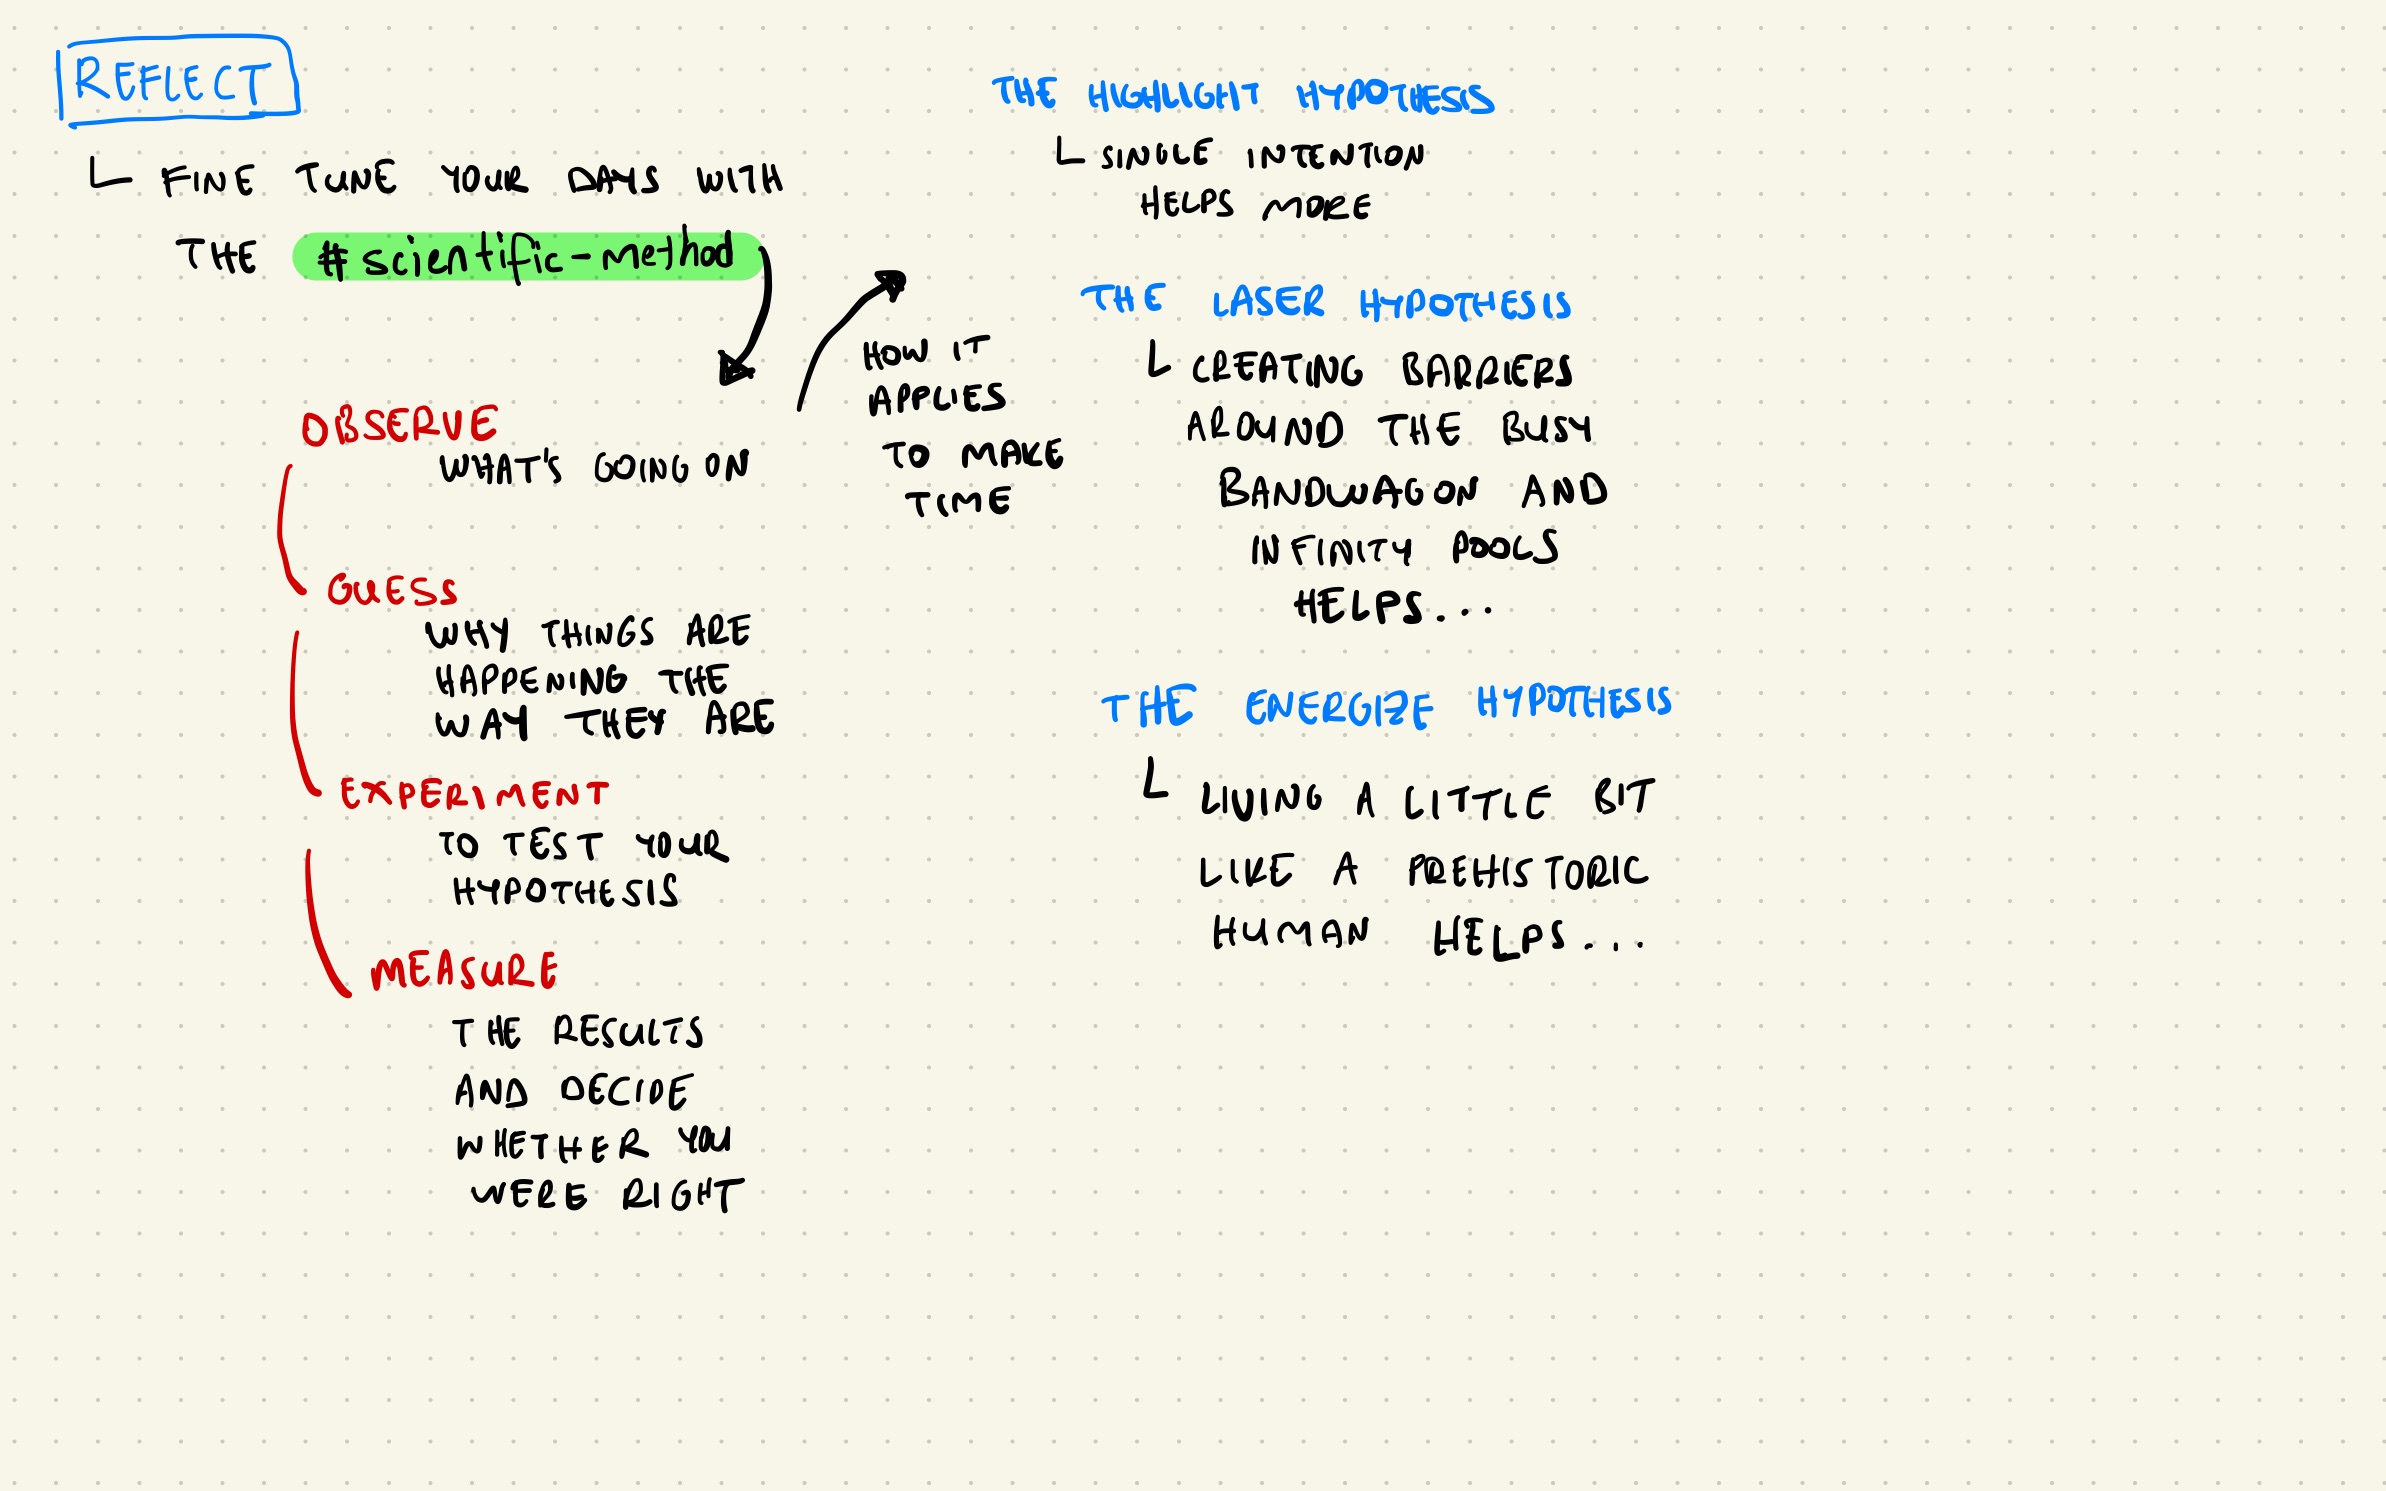 REFLECT
FINE TUNE YOUR DAYS WITH
THE #scientific-method
OBSERVE
WHAT'S GOING ON
GUESS
WHY THINGS ARE
HAPPENING THE
WAY THEY ARE
EXPERIMENT
TO TEST YOUR
HYPOTHESIS
MEASURE
THE RESULTS
AND DECIDE
WHETHER YOU
WERE RIGHT
HOW IT
APPLIES
TO MAKE
TIME
THE HIGHLIGHT HYPOTHESIS
SINGLE INTENTION
HELPS MORE
THE LASER HYPOTHESIS
CREATING BARRIERS
AROUND THE BUSY
BANDWAGON AND
INFINITY POOLS
HELPS...
THE ENERGIZE HYPOTHESIS
LIVING A LITTLE BIT
LIKE A PREHISTORIC
HUMAN HELPS...